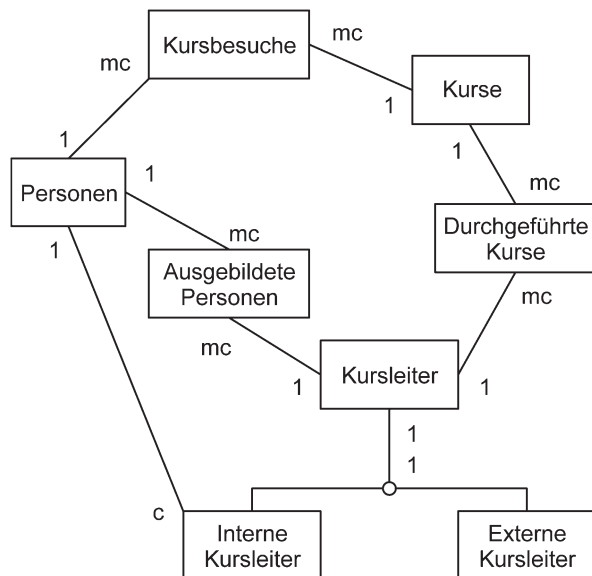 Kursbesuche
mc
mc
Kurse
1
1
1
1
Personen
mc
Durchgeführte
Kurse
mc
1
Ausgebildete
Personen
mc
mc
Kursleiter
1
1
1
1
c
Interne
Kursleiter
Externe
Kursleiter